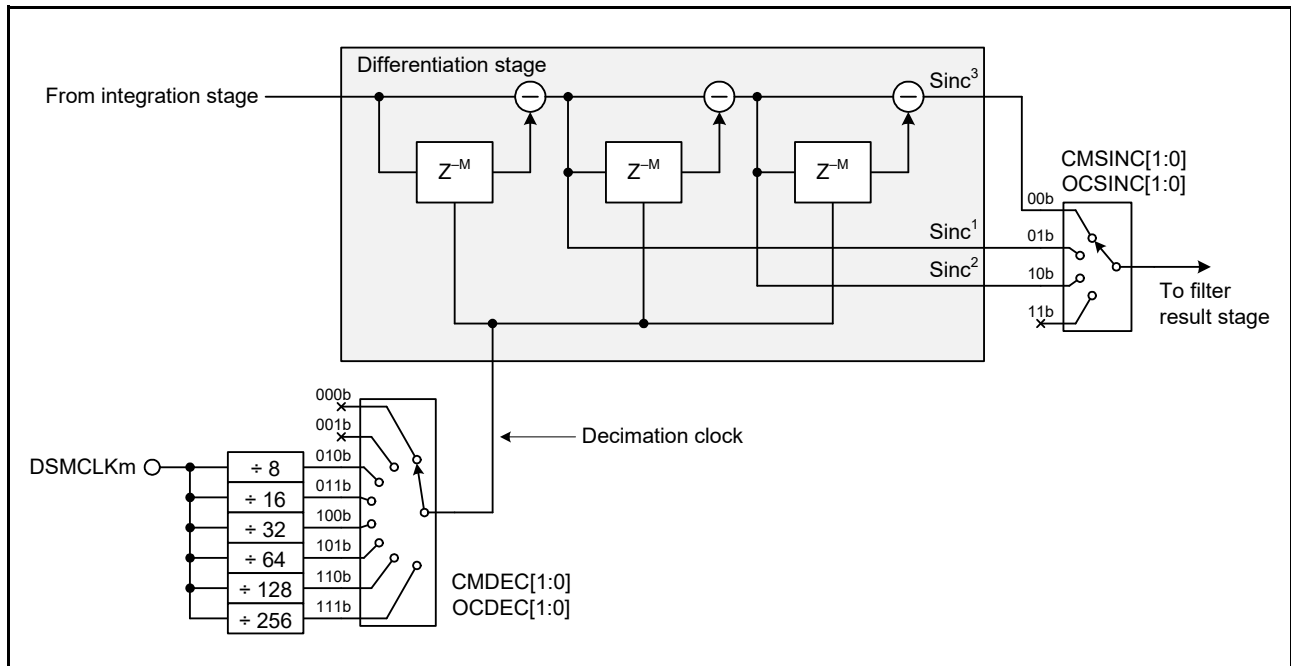 Differentiation stage
From integration stage
Sinc³
Z⁻ᴹ
Z⁻ᴹ
Z⁻ᴹ
CMSINC[1:0]
OCSINC[1:0]
00b
Sinc¹
01b
Sinc²
10b
11b
To filter
result stage
Decimation clock
DSMCLKm
000b
001b
÷ 8
010b
÷ 16
011b
÷ 32
100b
÷ 64
101b
÷ 128
110b
÷ 256
111b
CMDEC[1:0]
OCDEC[1:0]